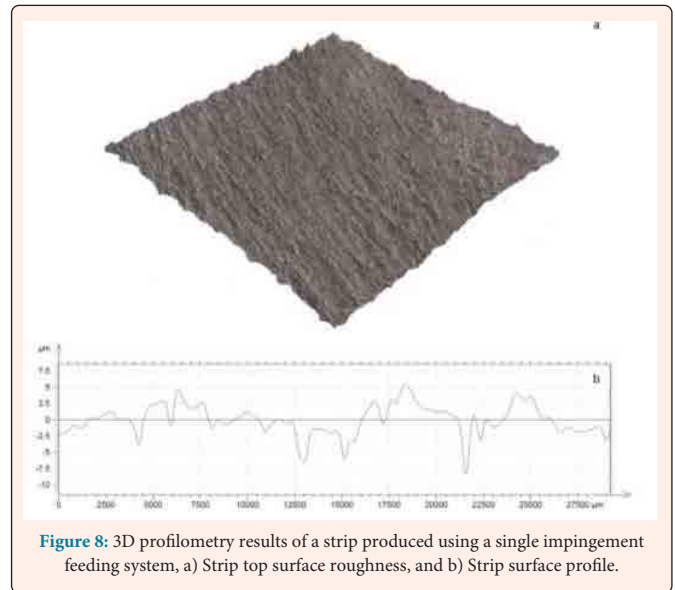 a
µm
7.5
5
b
2.5
0
-2.5
-5
-7.5
-10
0 2500 5000 7500 10000 12500 15000 17500 20000 22500 25000 27500 µm
Figure 8: 3D profilometry results of a strip produced using a single impingement
feeding system, a) Strip top surface roughness, and b) Strip surface profile.